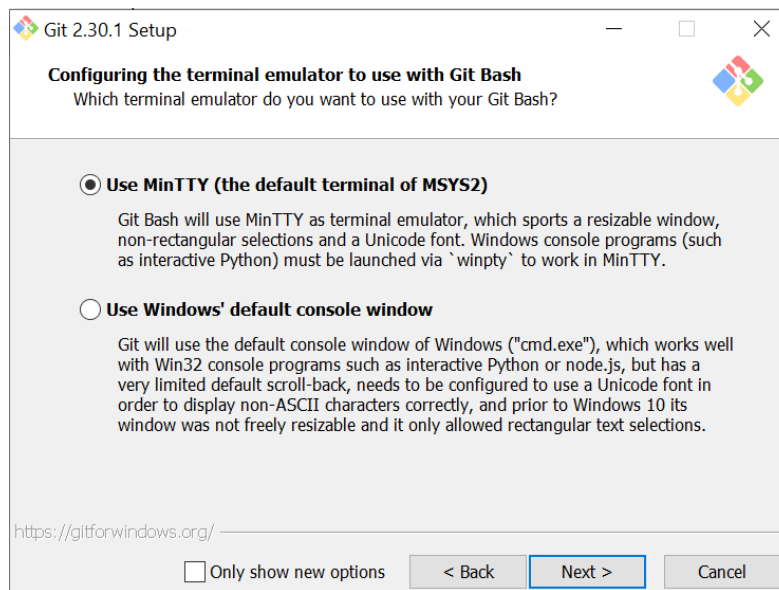 Git 2.30.1 Setup
Configuring the terminal emulator to use with Git Bash
Which terminal emulator do you want to use with your Git Bash?
Use MinTTY (the default terminal of MSYS2)
Git Bash will use MinTTY as terminal emulator, which sports a resizable window,
non-rectangular selections and a Unicode font. Windows console programs (such
as interactive Python) must be launched via `winpty` to work in MinTTY.
Use Windows' default console window
Git will use the default console window of Windows ("cmd.exe"), which works well
with Win32 console programs such as interactive Python or node.js, but has a
very limited default scroll-back, needs to be configured to use a Unicode font in
order to display non-ASCII characters correctly, and prior to Windows 10 its
window was not freely resizable and it only allowed rectangular text selections.
https://gitforwindows.org/
Only show new options
< Back
Next >
Cancel